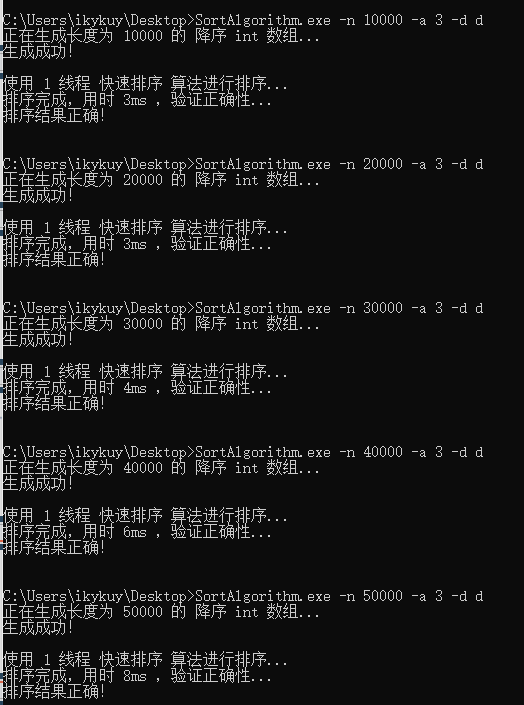 C:\Users\ikykuy\Desktop>SortAlgorithm.exe -n 10000 -a 3 -d d
正在生成长度为 10000 的 降序 int 数组...
生成成功!
使用 1 线程 快速排序 算法进行排序...
排序完成, 用时 3ms , 验证正确性...
排序结果正确!
C:\Users\ikykuy\Desktop>SortAlgorithm.exe -n 20000 -a 3 -d d
正在生成长度为 20000 的 降序 int 数组...
生成成功!
使用 1 线程 快速排序 算法进行排序...
排序完成, 用时 3ms , 验证正确性...
排序结果正确!
C:\Users\ikykuy\Desktop>SortAlgorithm.exe -n 30000 -a 3 -d d
正在生成长度为 30000 的 降序 int 数组...
生成成功!
使用 1 线程 快速排序 算法进行排序...
排序完成, 用时 4ms , 验证正确性...
排序结果正确!
C:\Users\ikykuy\Desktop>SortAlgorithm.exe -n 40000 -a 3 -d d
正在生成长度为 40000 的 降序 int 数组...
生成成功!
使用 1 线程 快速排序 算法进行排序...
排序完成, 用时 6ms , 验证正确性...
排序结果正确!
C:\Users\ikykuy\Desktop>SortAlgorithm.exe -n 50000 -a 3 -d d
正在生成长度为 50000 的 降序 int 数组...
生成成功!
使用 1 线程 快速排序 算法进行排序...
排序完成, 用时 8ms , 验证正确性...
排序结果正确!